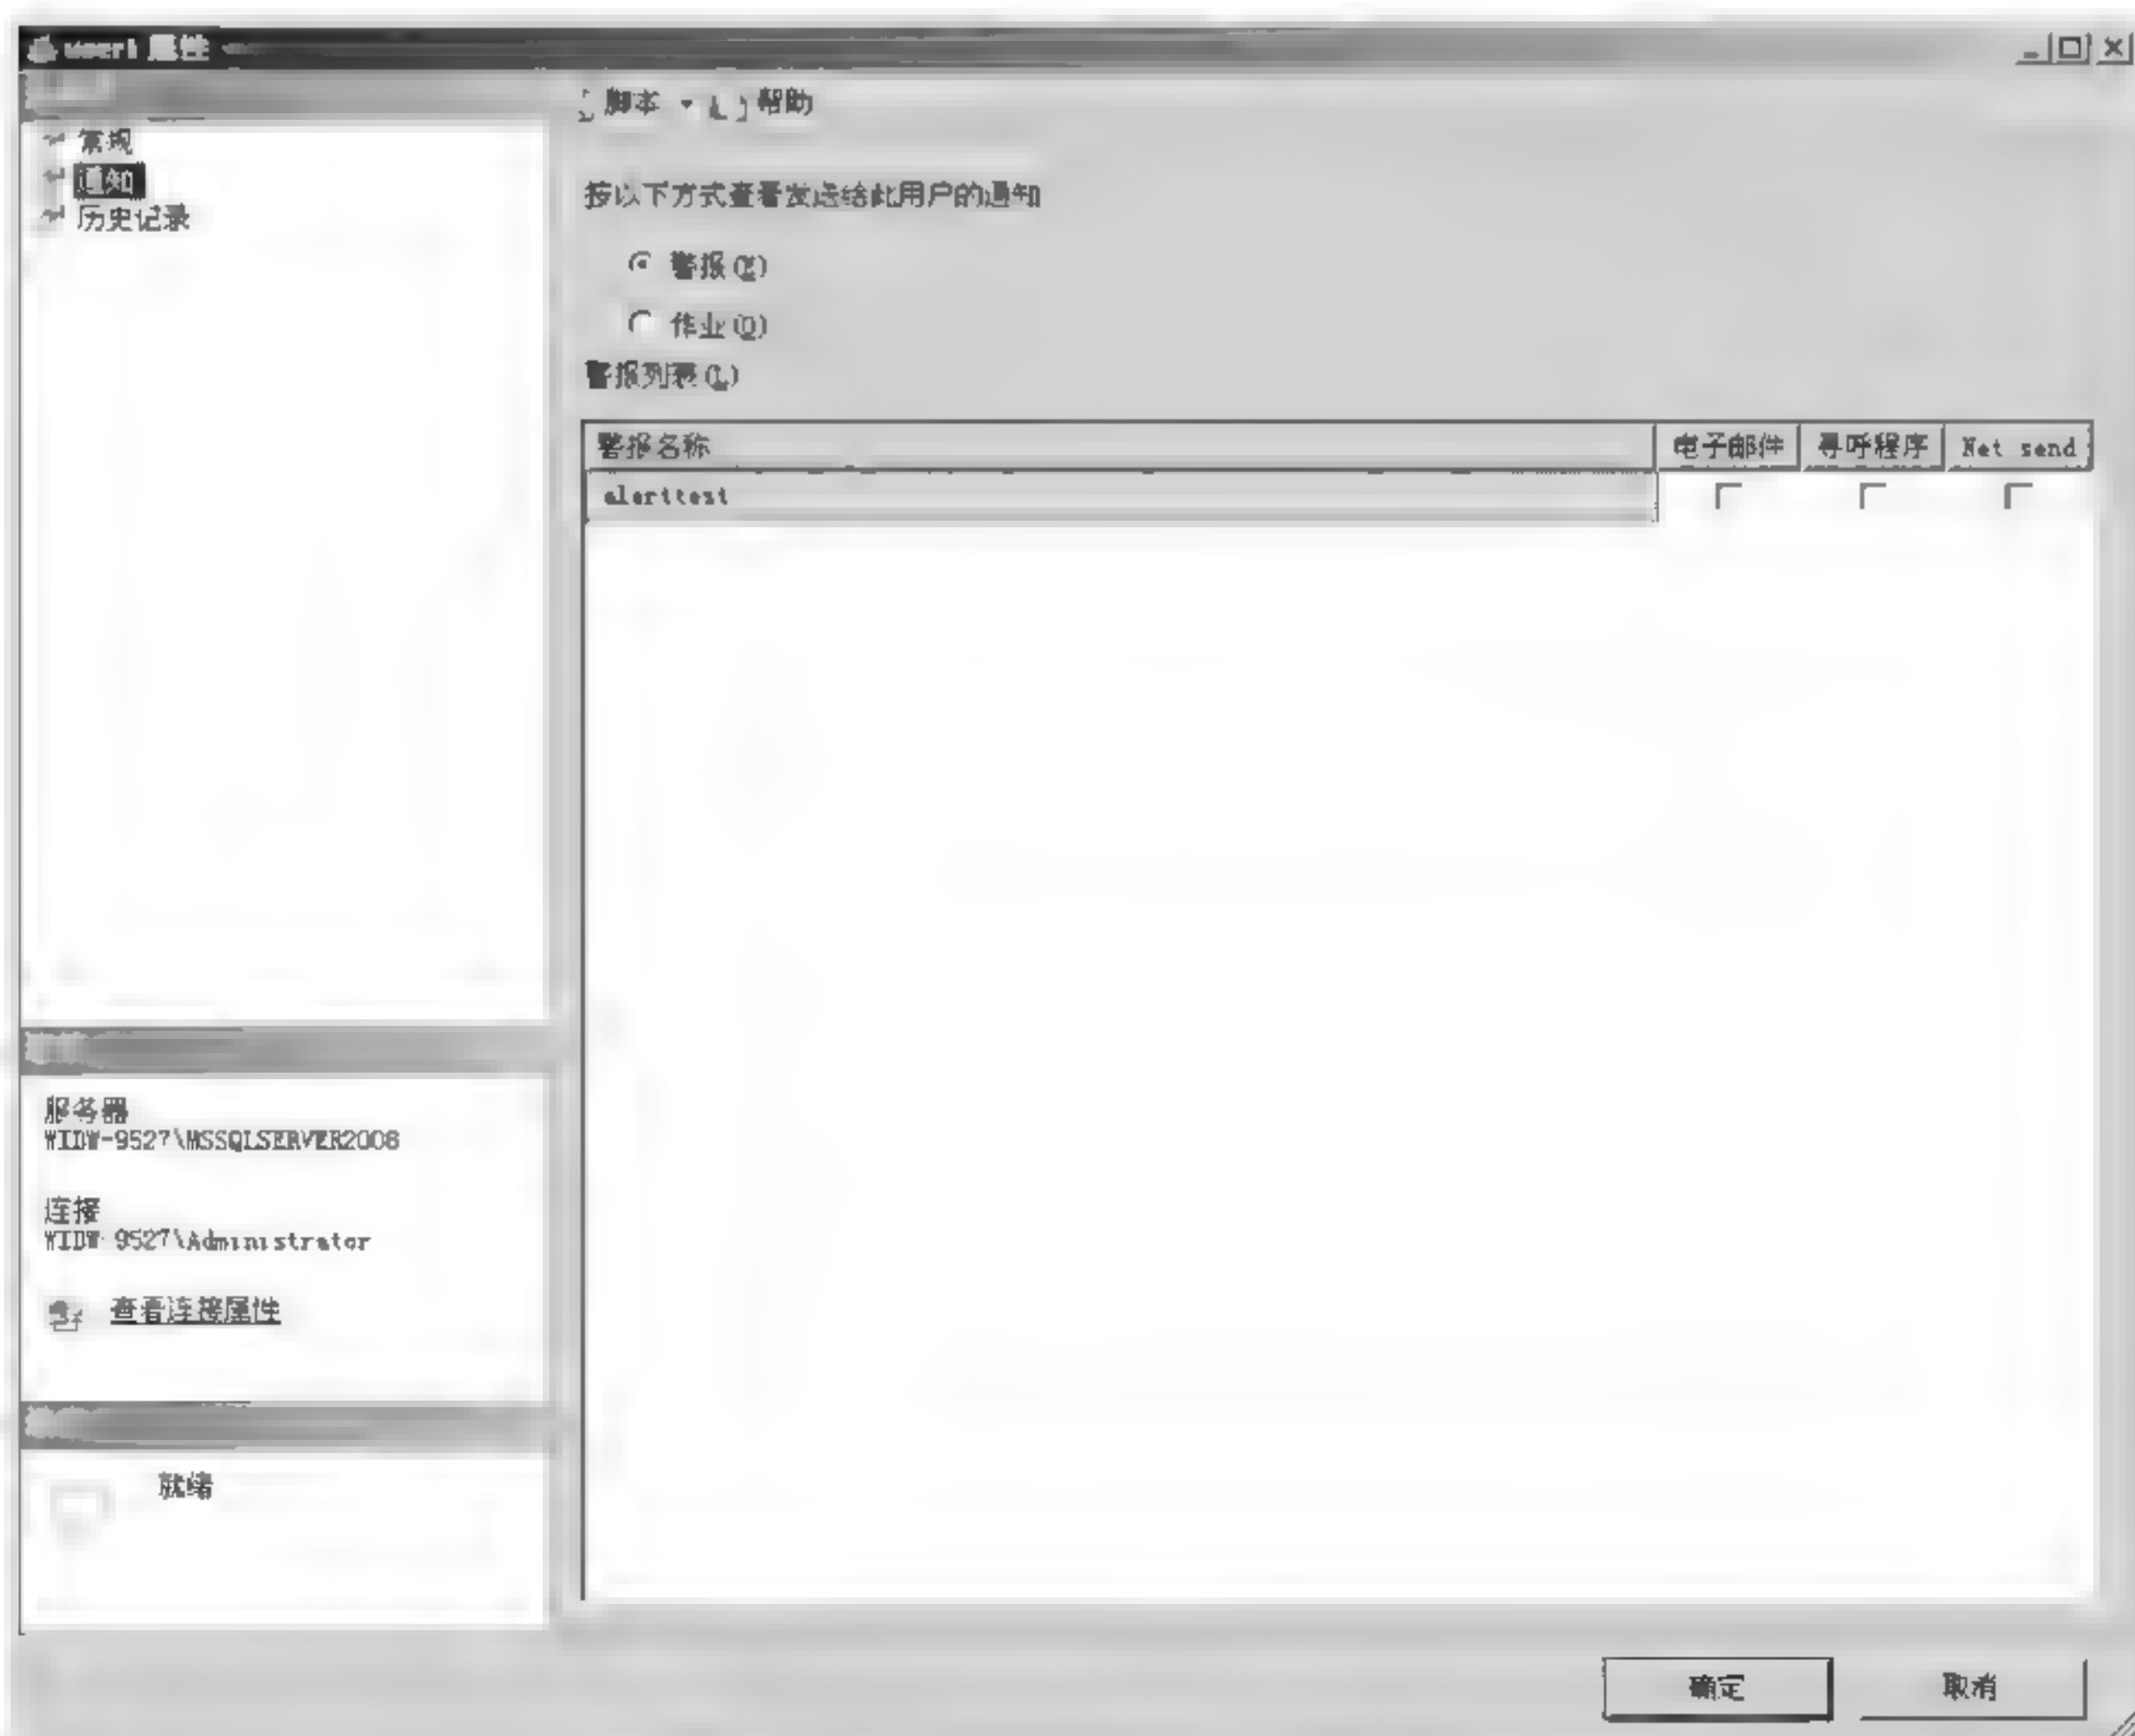 user1 属性
常规
通知
历史记录
脚本 帮助
按以下方式查看发送给此用户的通知
警报(E)
作业(O)
警报列表(L)
警报名称 电子邮件 寻呼程序 Net send
alerttest
服务器
WIDW-9527\MSSQLSERVER2008
连接
WIDW-9527\Administrator
查看连接属性
就绪
确定 取消